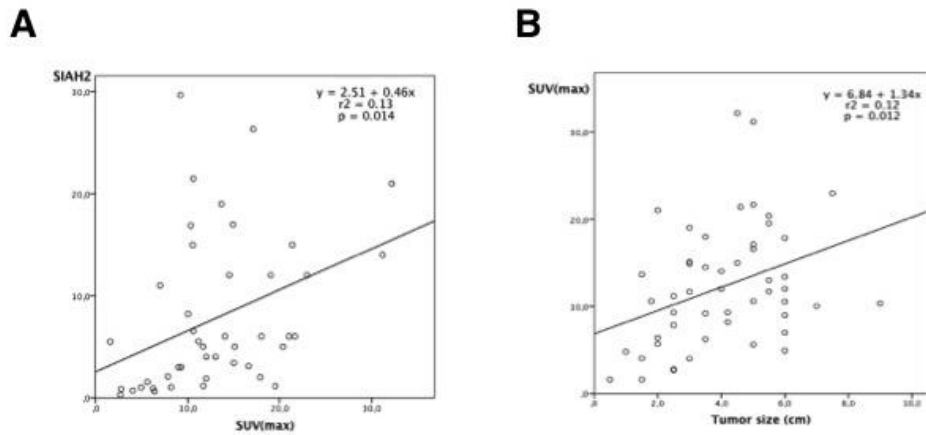 A
SIAH2
y = 2.51 + 0.46x
r2 = 0.13
p = 0.014
30,0
20,0
10,0
,0
,0 10,0 20,0 30,0
SUV(max)
B
SUV(max)
y = 6.84 + 1.34x
r2 = 0.12
p = 0.012
30,0
20,0
10,0
,0
,0 2,0 4,0 6,0 8,0 10,0
Tumor size (cm)